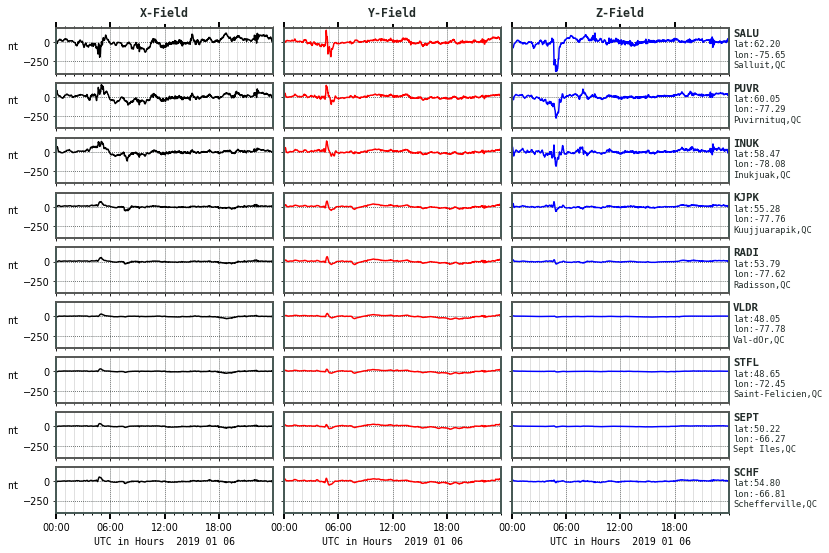 X-Field Y-Field Z-Field
nt 0 SALU
lat:62.20
−250 lon:-75.65
Salluit,QC
nt 0 PUVR
lat:60.05
−250 lon:-77.29
Puvirnituq,QC
nt 0 INUK
lat:58.47
−250 lon:-78.08
Inukjuak,QC
nt 0 KJPK
lat:55.28
−250 lon:-77.76
Kuujjuarapik,QC
nt 0 RADI
lat:53.79
−250 lon:-77.62
Radisson,QC
nt 0 VLDR
lat:48.05
−250 lon:-77.78
Val-dOr,QC
nt 0 STFL
lat:48.65
−250 lon:-72.45
Saint-Felicien,QC
nt 0 SEPT
lat:50.22
−250 lon:-66.27
Sept Iles,QC
nt 0 SCHF
lat:54.80
−250 lon:-66.81
Schefferville,QC
00:00 06:00 12:00 18:00 00:00 06:00 12:00 18:00 00:00 06:00 12:00 18:00
UTC in Hours 2019 01 06 UTC in Hours 2019 01 06 UTC in Hours 2019 01 06